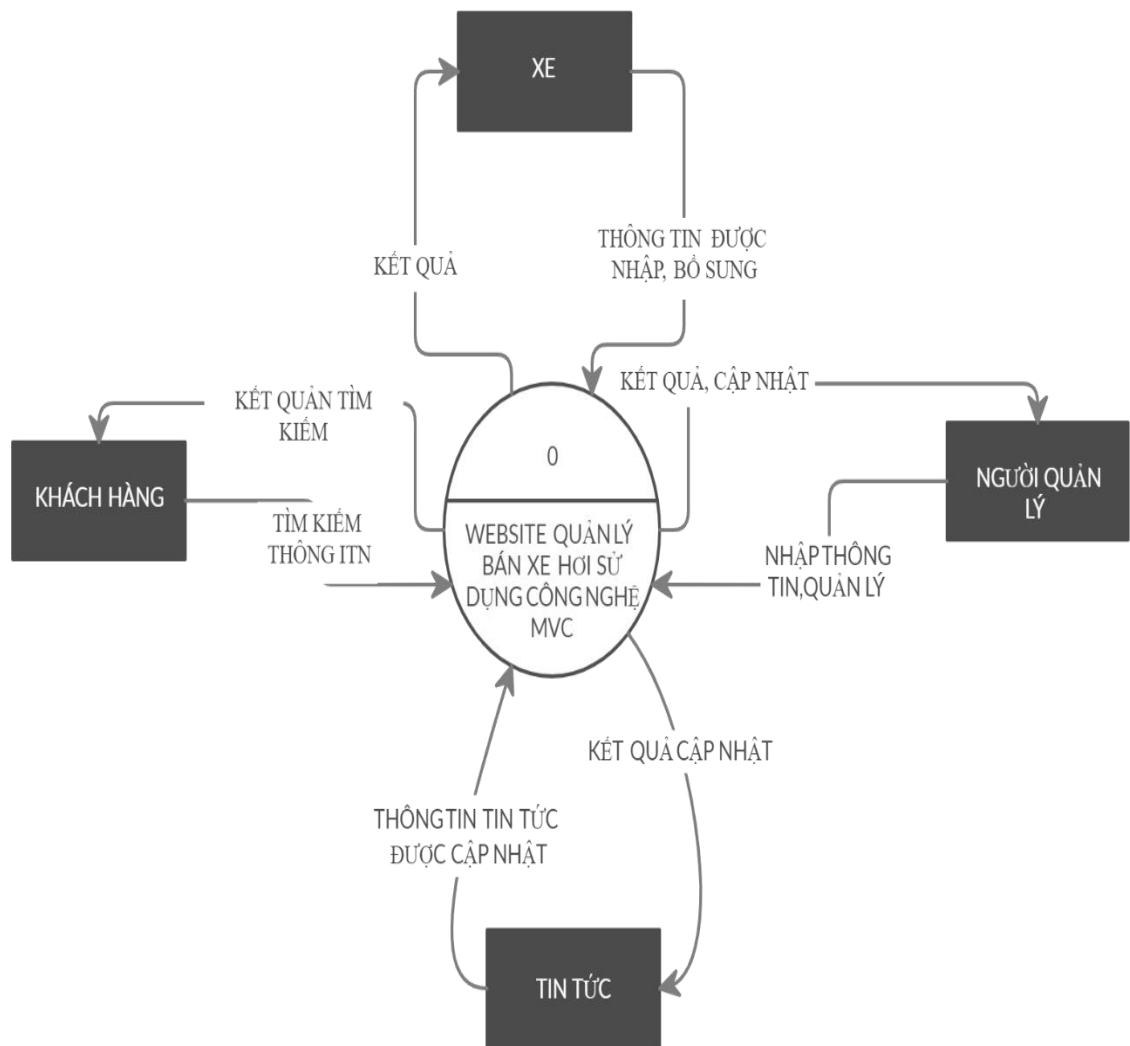 XE
KẾT QUẢ
THÔNG TIN ĐƯỢC
NHẬP, BỔ SUNG
KẾT QUẢN TÌM
KIẾM
KẾT QUẢ, CẬP NHẬT
KHÁCH HÀNG
TÌM KIẾM
THÔNG ITN
0
WEBSITE QUẢN LÝ
BÁN XE HƠI SỬ
DỤNG CÔNG NGHỆ
MVC
NGƯỜI QUẢN
LÝ
NHẬP THÔNG
TIN,QUẢN LÝ
KẾT QUẢ CẬP NHẬT
THÔNG TIN TIN TỨC
ĐƯỢC CẬP NHẬT
TIN TỨC